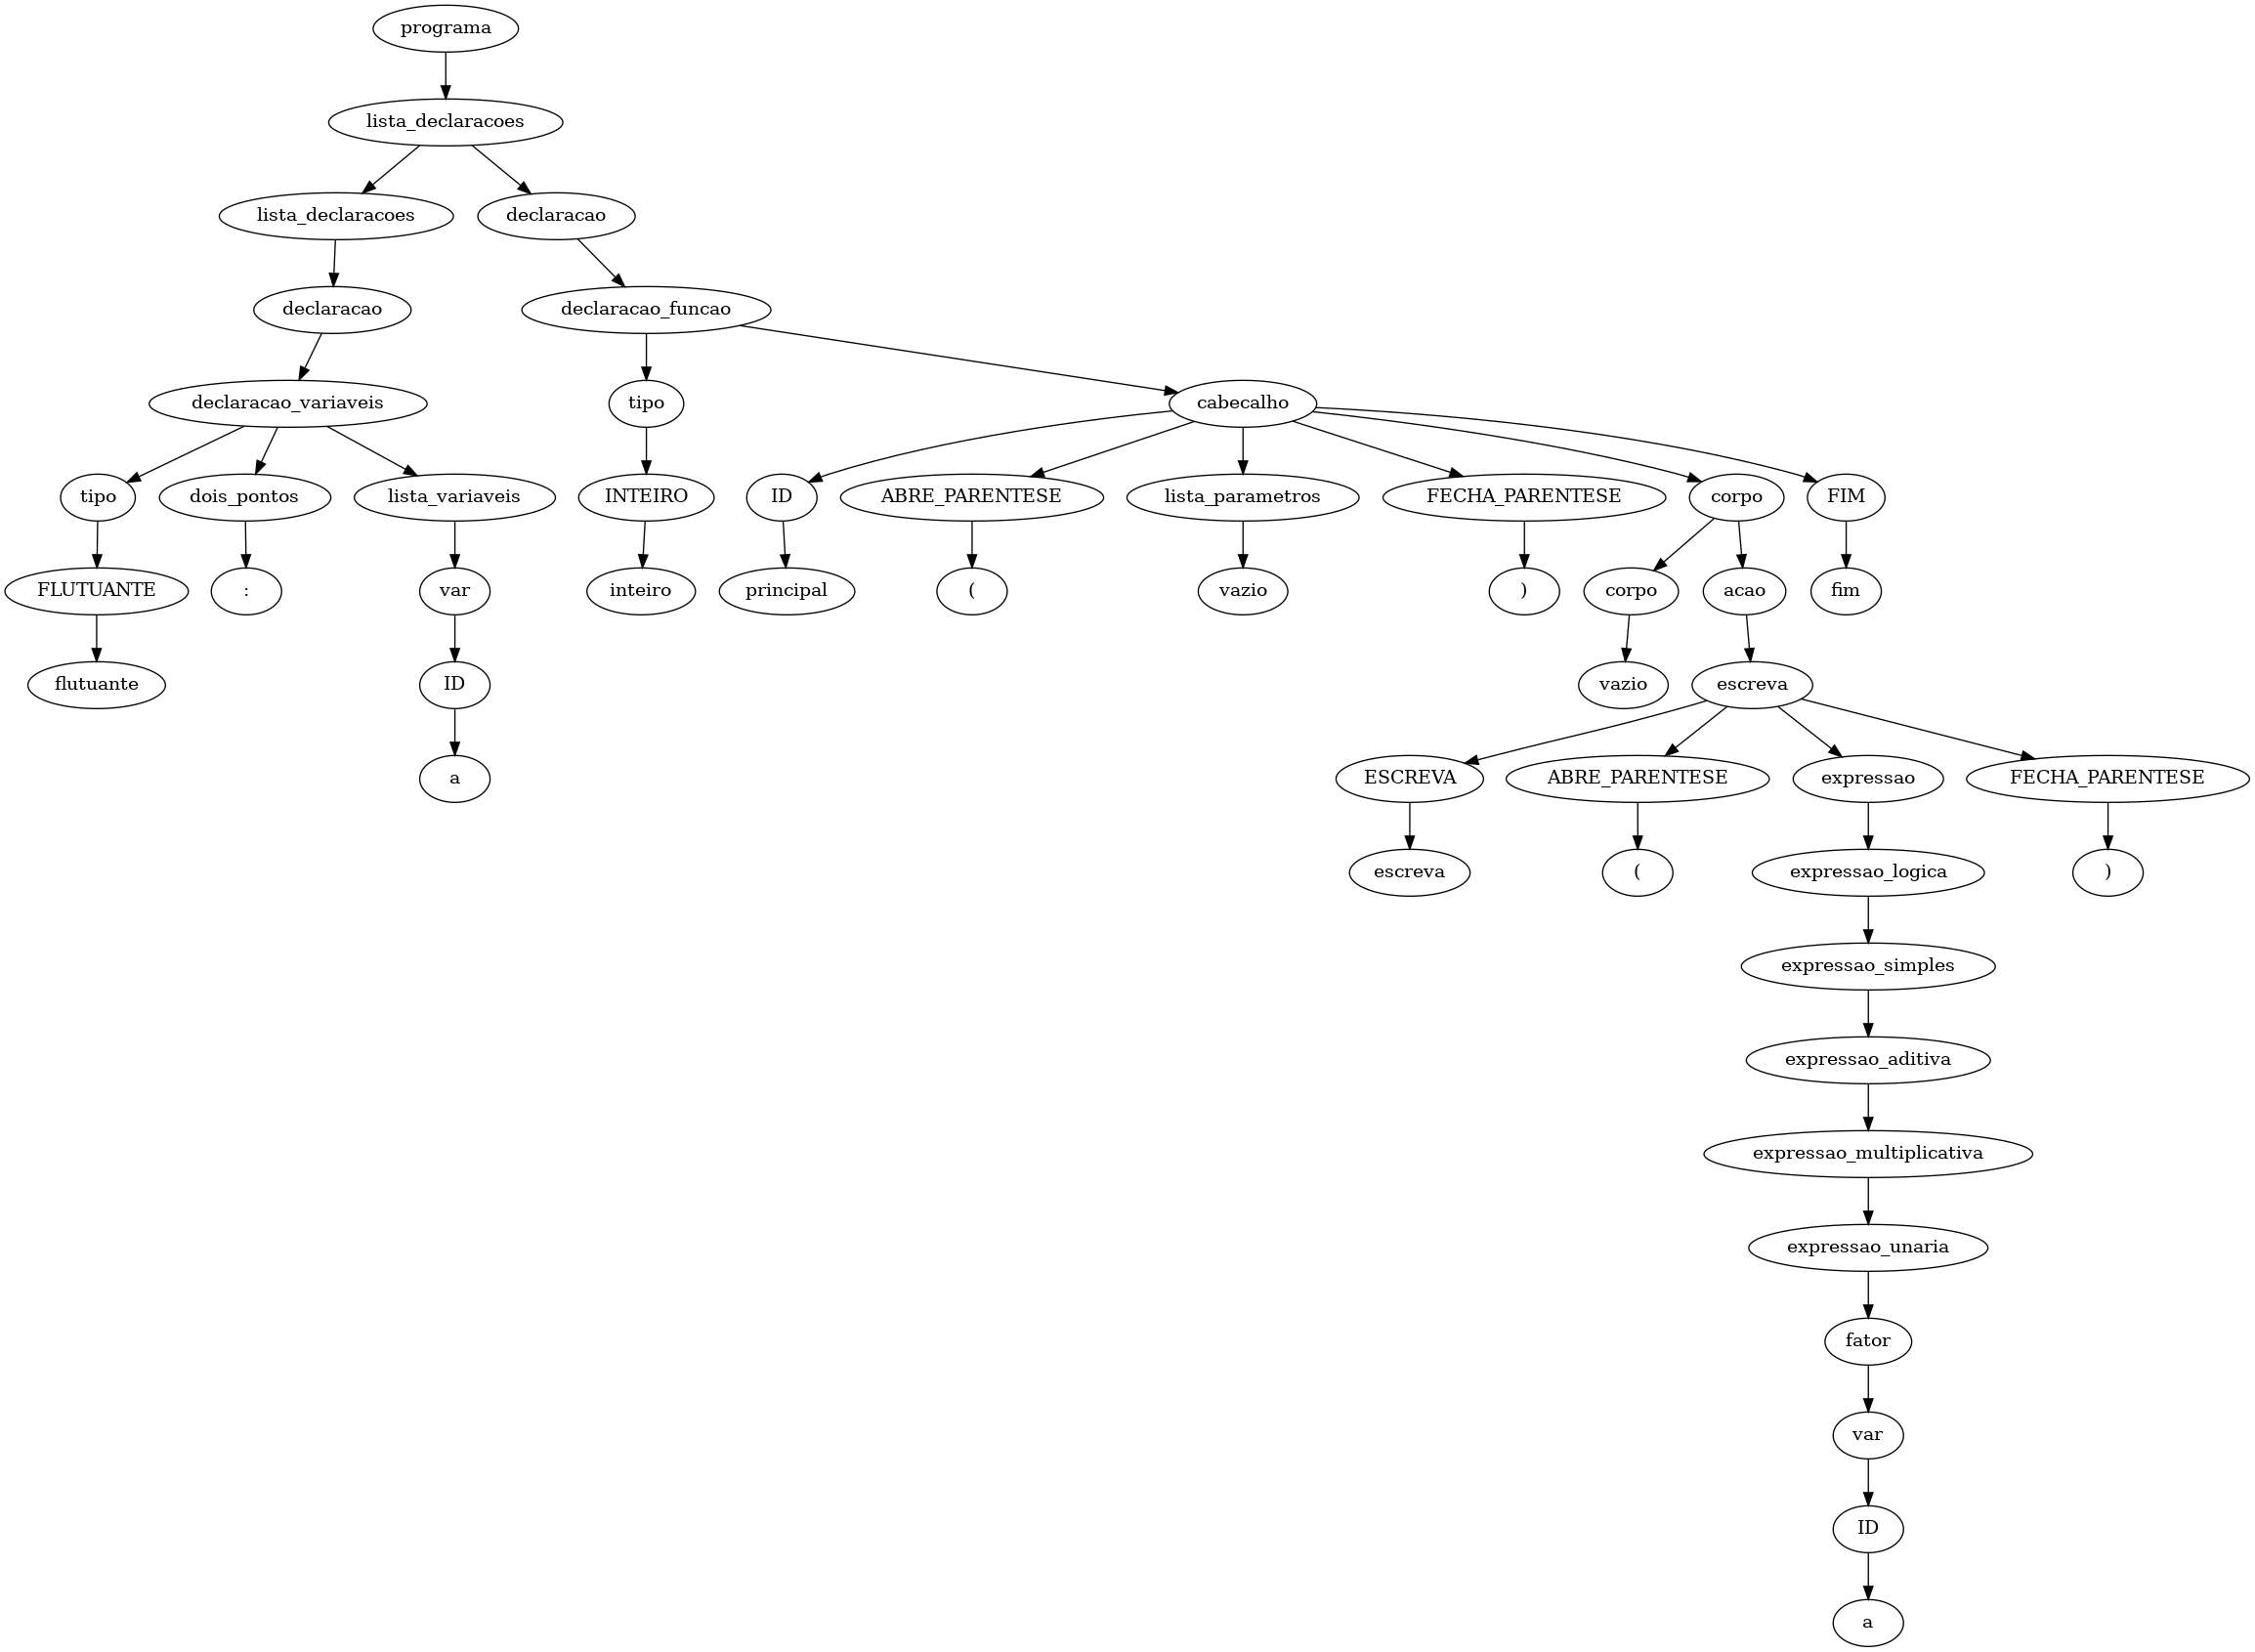 programa
lista_declaracoes
lista_declaracoes declaracao
declaracao declaracao_funcao
declaracao_variaveis tipo cabecalho
tipo dois_pontos lista_variaveis INTEIRO ID ABRE_PARENTESE lista_parametros FECHA_PARENTESE corpo FIM
FLUTUANTE : var inteiro principal ( vazio ) corpo acao fim
flutuante ID vazio escreva
a ESCREVA ABRE_PARENTESE expressao FECHA_PARENTESE
escreva ( expressao_logica )
expressao_simples
expressao_aditiva
expressao_multiplicativa
expressao_unaria
fator
var
ID
a